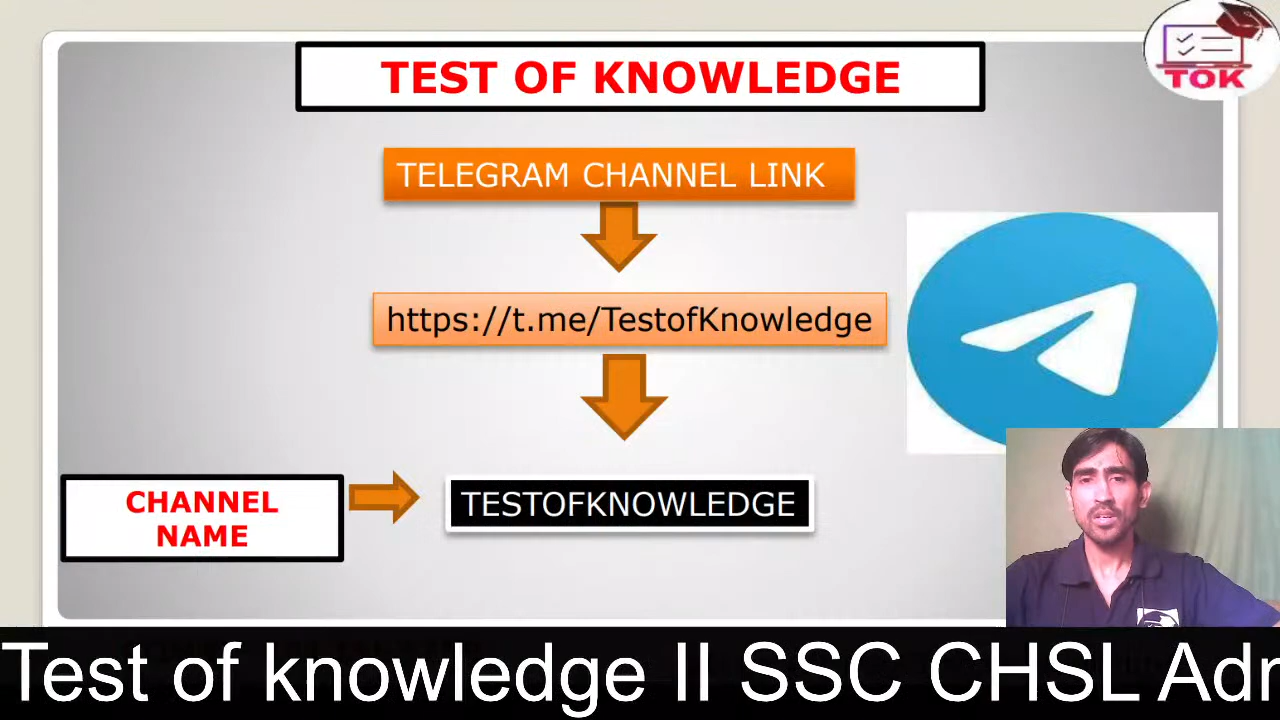 TEST OF KNOWLEDGE
TOK
TELEGRAM CHANNEL LINK
https://t.me/TestofKnowledge
CHANNEL
NAME
TESTOFKNOWLEDGE
Test of knowledge II SSC CHSL Adm